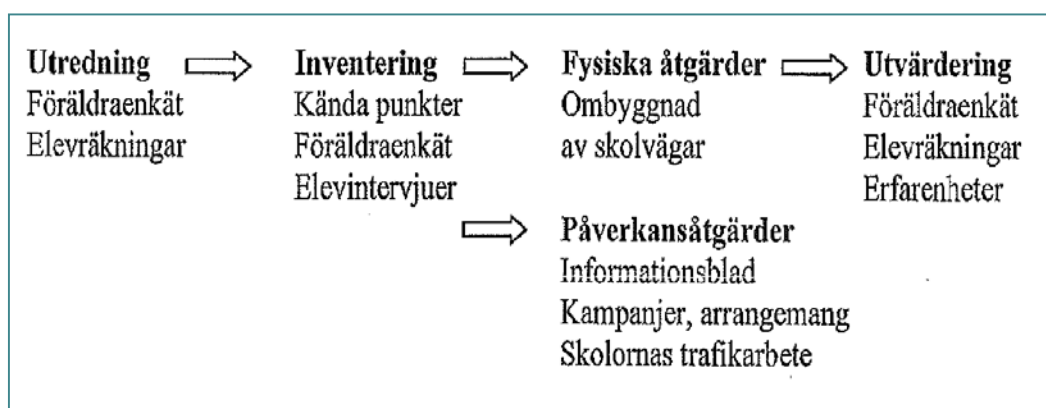 Utredning
Föräldraenkät
Elevräkningar
Inventering
Kända punkter
Föräldraenkät
Elevintervjuer
Fysiska åtgärder
Ombyggnad
av skolvägar
Påverkansåtgärder
Informationsblad
Kampanjer, arrangemang
Skolornas trafikarbete
Utvärdering
Föräldraenkät
Elevräkningar
Erfarenheter